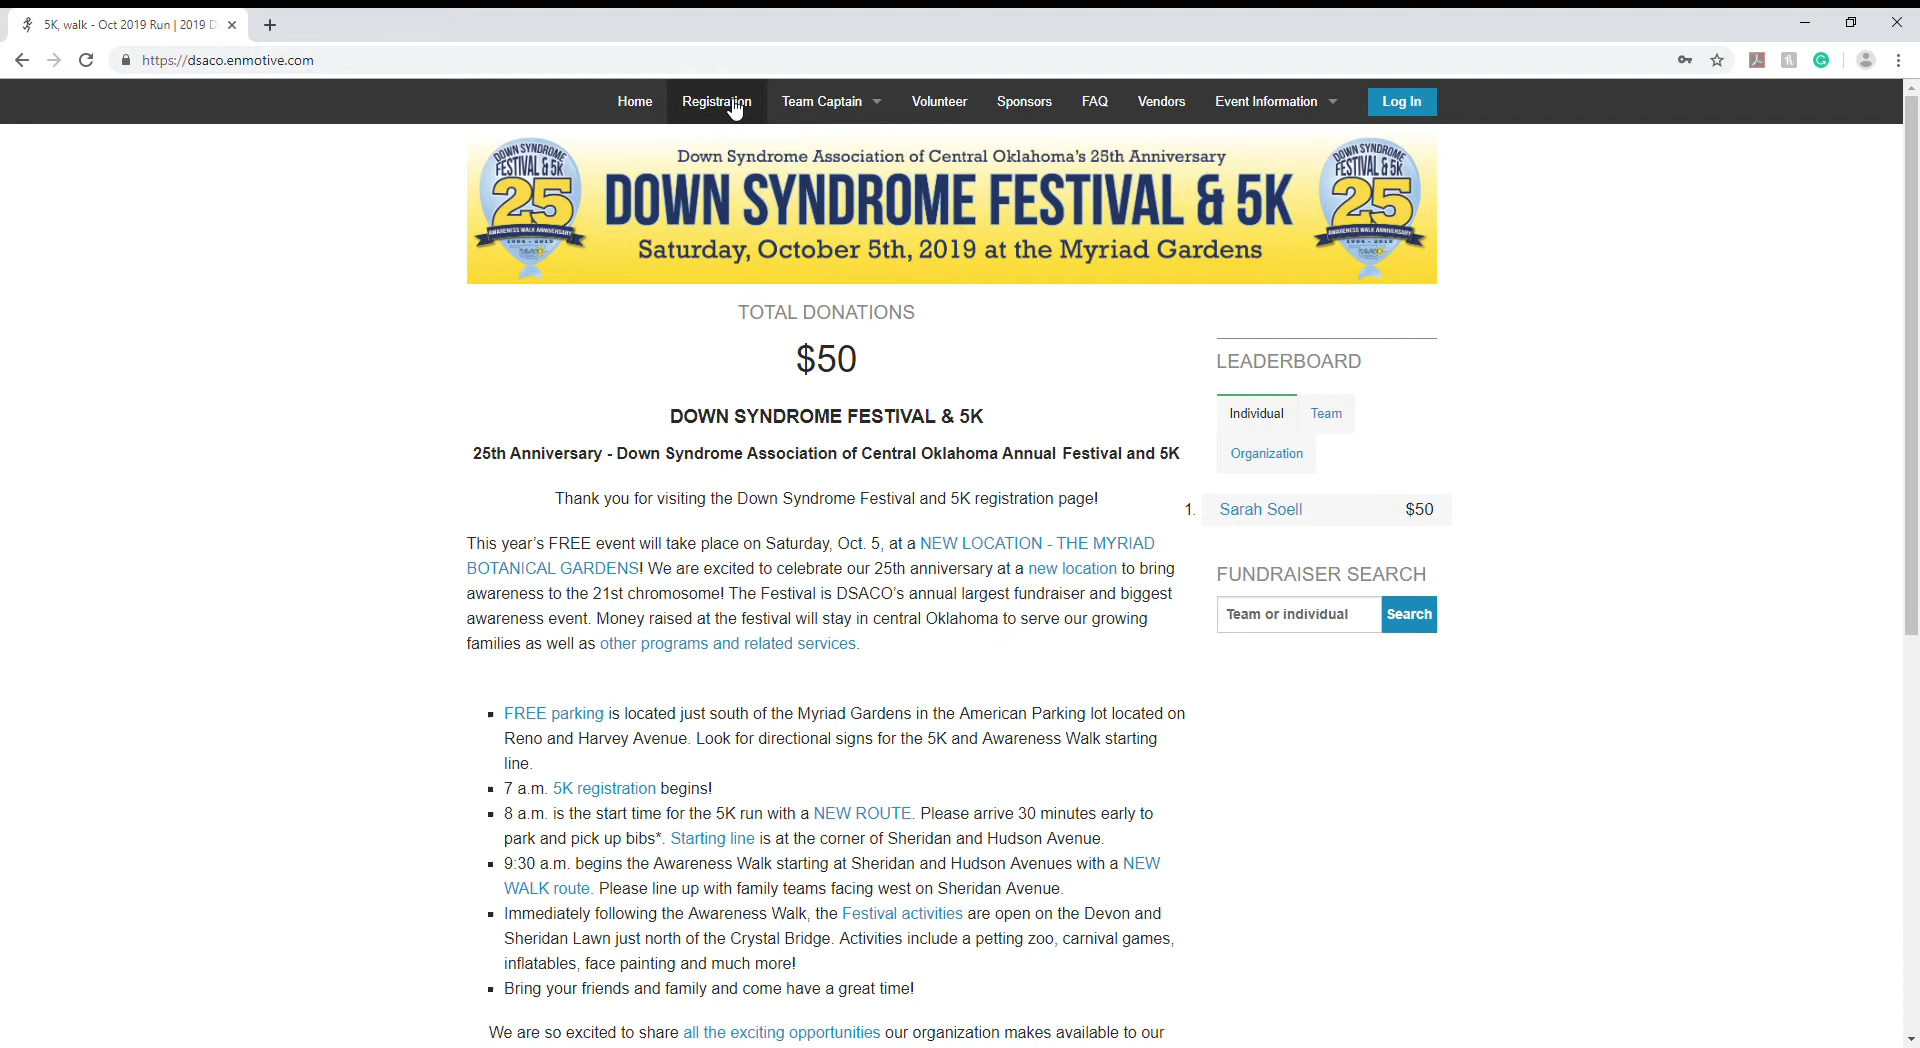 5K, walk - Oct 2019 Run | 2019 D
https://dsaco.enmotive.com
Home Registration Team Captain Volunteer Sponsors FAQ Vendors Event Information Log In
DOWN SYNDROME
FESTIVAL & 5K
25
AWARENESS WALK ANNIVERSARY
1994 - 2019
Down Syndrome Association of Central Oklahoma's 25th Anniversary
DOWN SYNDROME FESTIVAL & 5K
Saturday, October 5th, 2019 at the Myriad Gardens
DOWN SYNDROME
FESTIVAL & 5K
25
AWARENESS WALK ANNIVERSARY
1994 - 2019
TOTAL DONATIONS
$50
DOWN SYNDROME FESTIVAL & 5K
25th Anniversary - Down Syndrome Association of Central Oklahoma Annual Festival and 5K
Thank you for visiting the Down Syndrome Festival and 5K registration page!
This year's FREE event will take place on Saturday, Oct. 5, at a NEW LOCATION - THE MYRIAD
BOTANICAL GARDENS! We are excited to celebrate our 25th anniversary at a new location to bring
awareness to the 21st chromosome! The Festival is DSACO's annual largest fundraiser and biggest
awareness event. Money raised at the festival will stay in central Oklahoma to serve our growing
families as well as other programs and related services.
FREE parking is located just south of the Myriad Gardens in the American Parking lot located on
Reno and Harvey Avenue. Look for directional signs for the 5K and Awareness Walk starting
line.
7 a.m. 5K registration begins!
8 a.m. is the start time for the 5K run with a NEW ROUTE. Please arrive 30 minutes early to
park and pick up bibs*. Starting line is at the corner of Sheridan and Hudson Avenue.
9:30 a.m. begins the Awareness Walk starting at Sheridan and Hudson Avenues with a NEW
WALK route. Please line up with family teams facing west on Sheridan Avenue.
Immediately following the Awareness Walk, the Festival activities are open on the Devon and
Sheridan Lawn just north of the Crystal Bridge. Activities include a petting zoo, carnival games,
inflatables, face painting and much more!
Bring your friends and family and come have a great time!
We are so excited to share all the exciting opportunities our organization makes available to our
LEADERBOARD
Individual Team
Organization
1. Sarah Soell $50
FUNDRAISER SEARCH
Team or individual Search